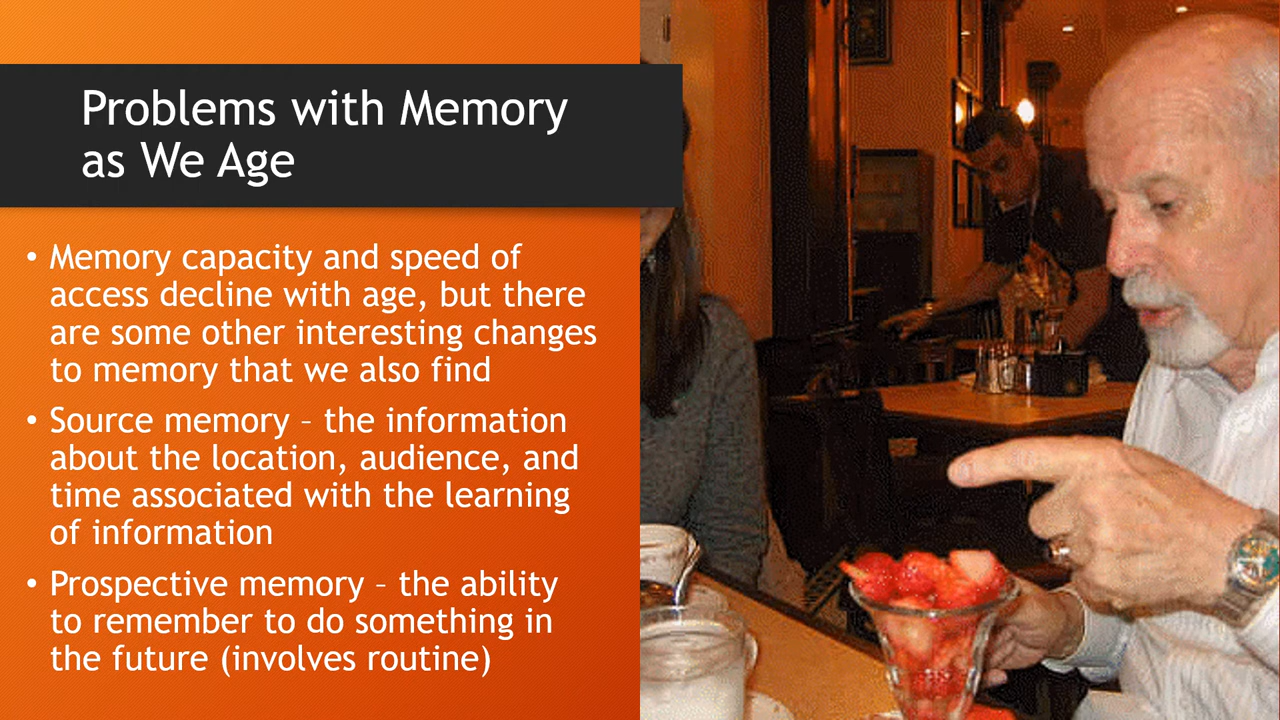 Problems with Memory
as We Age
• Memory capacity and speed of
access decline with age, but there
are some other interesting changes
to memory that we also find
• Source memory – the information
about the location, audience, and
time associated with the learning
of information
• Prospective memory – the ability
to remember to do something in
the future (involves routine)